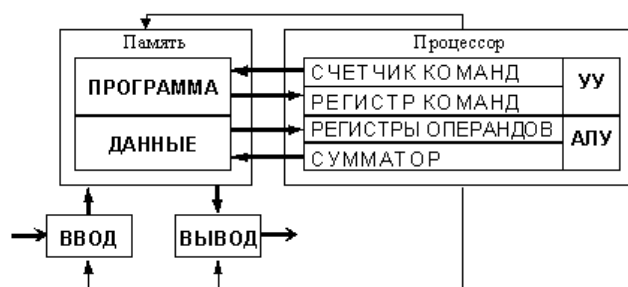 Память
Процессор
ПРОГРАММА
ДАННЫЕ
СЧЕТЧИК КОМАНД
РЕГИСТР КОМАНД
УУ
РЕГИСТРЫ ОПЕРАНДОВ
СУММАТОР
АЛУ
ВВОД
ВЫВОД